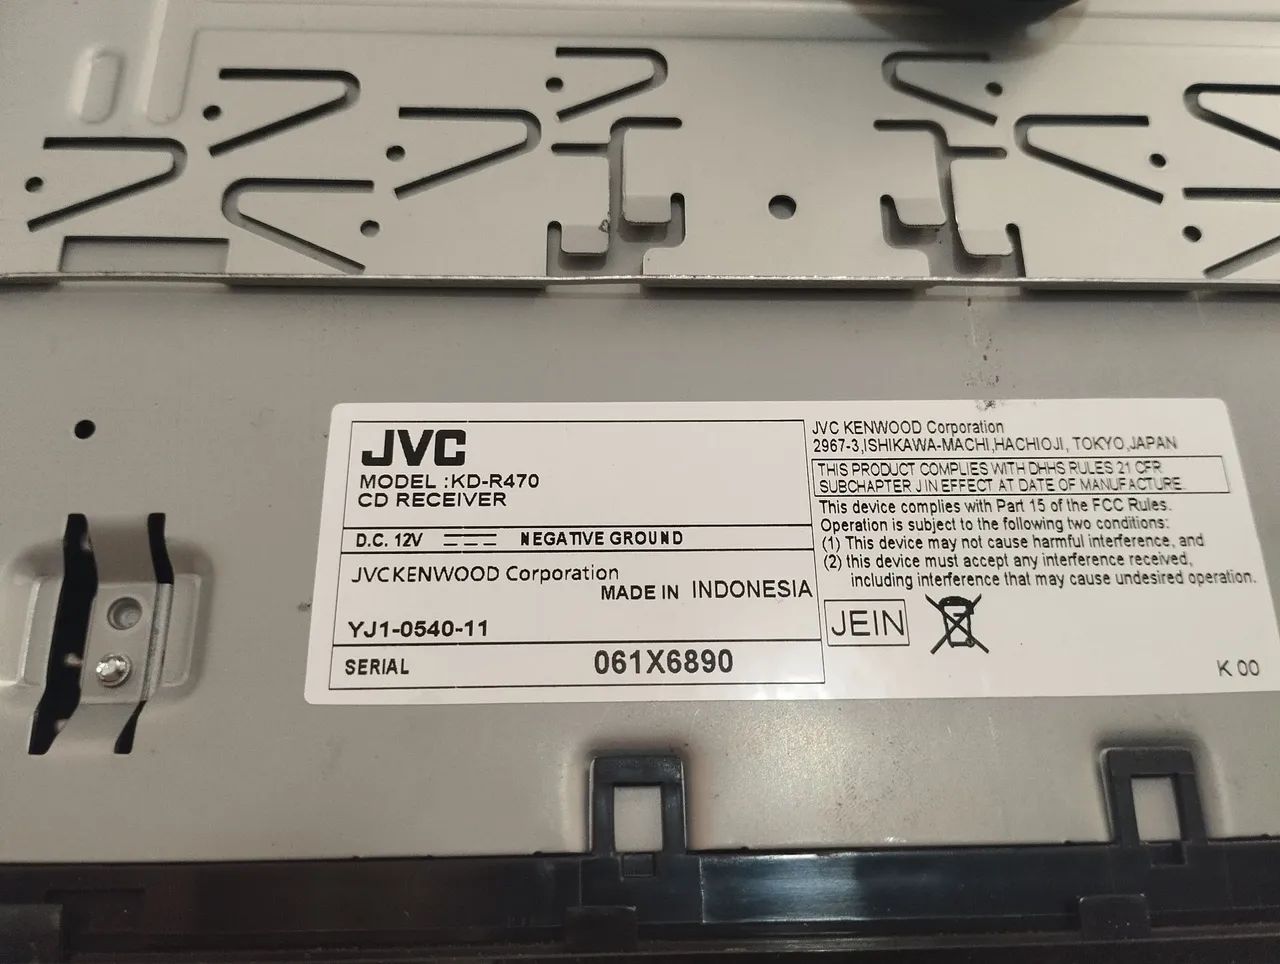 JVC
MODEL :KD-R470
CD RECEIVER
D.C. 12V NEGATIVE GROUND
JVCKENWOOD Corporation
MADE IN INDONESIA
YJ1-0540-11
SERIAL 061X6890
JVC KENWOOD Corporation
2967-3,ISHIKAWA-MACHI,HACHIOJI, TOKYO,JAPAN
THIS PRODUCT COMPLIES WITH DHHS RULES 21 CFR
SUBCHAPTER J IN EFFECT AT DATE OF MANUFACTURE.
This device complies with Part 15 of the FCC Rules.
Operation is subject to the following two conditions:
(1) This device may not cause harmful interference, and
(2) this device must accept any interference received,
including interference that may cause undesired operation.
JEIN
K 00